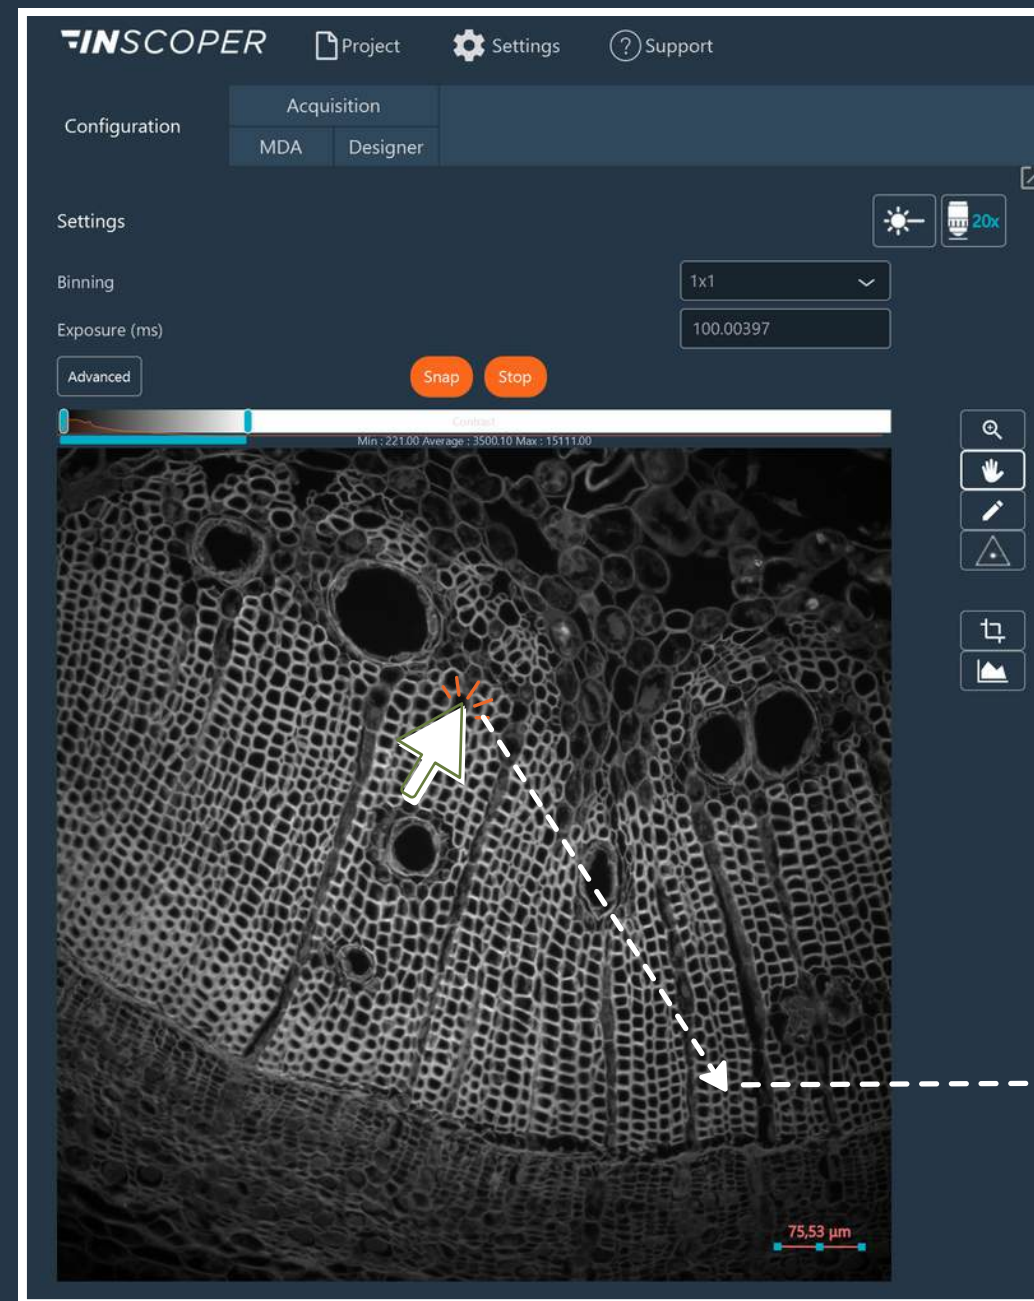 INSCOPER
Project
Settings
? Support
Configuration
Acquisition
MDA
Designer
Settings
20x
Binning
1x1
Exposure (ms)
100.00397
Advanced
Snap
Stop
Contrast
Min : 221.00 Average : 3500.10 Max : 15111.00
75,53 µm